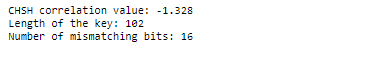 CHSH correlation value: -1.328
Length of the key: 102
Number of mismatching bits: 16